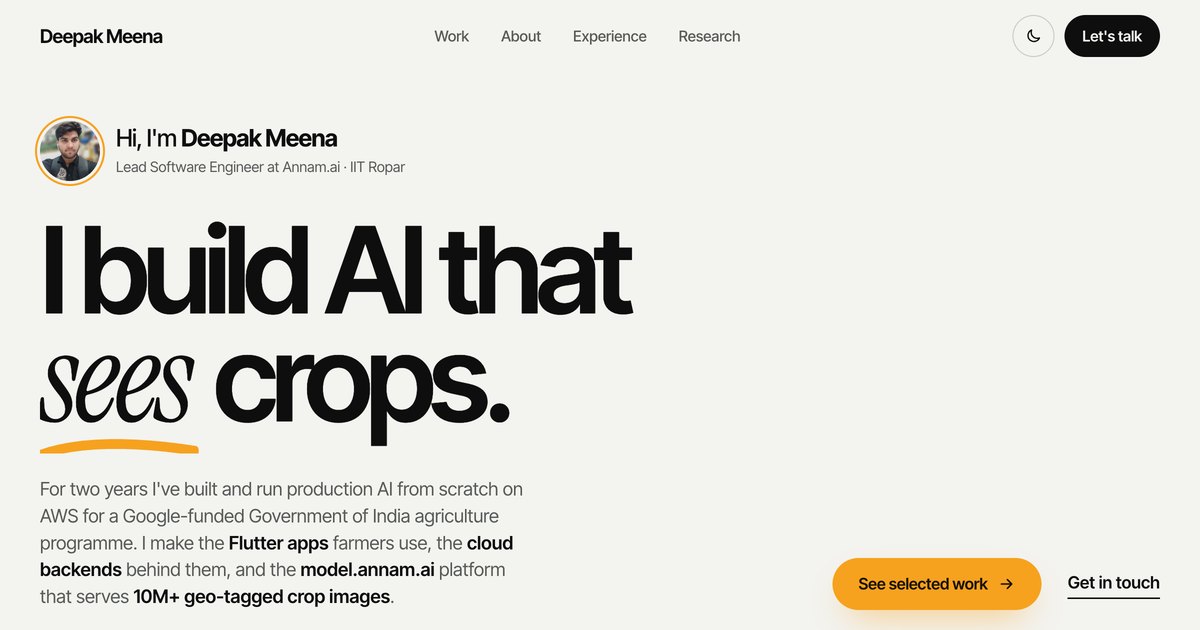 Deepak Meena
Work
About
Experience
Research
Let's talk
Hi, I'm Deepak Meena
Lead Software Engineer at Annam.ai · IIT Ropar
I build AI that
sees crops.
For two years I've built and run production AI from scratch on
AWS for a Google-funded Government of India agriculture
programme. I make the Flutter apps farmers use, the cloud
backends behind them, and the model.annam.ai platform
that serves 10M+ geo-tagged crop images.
See selected work →
Get in touch